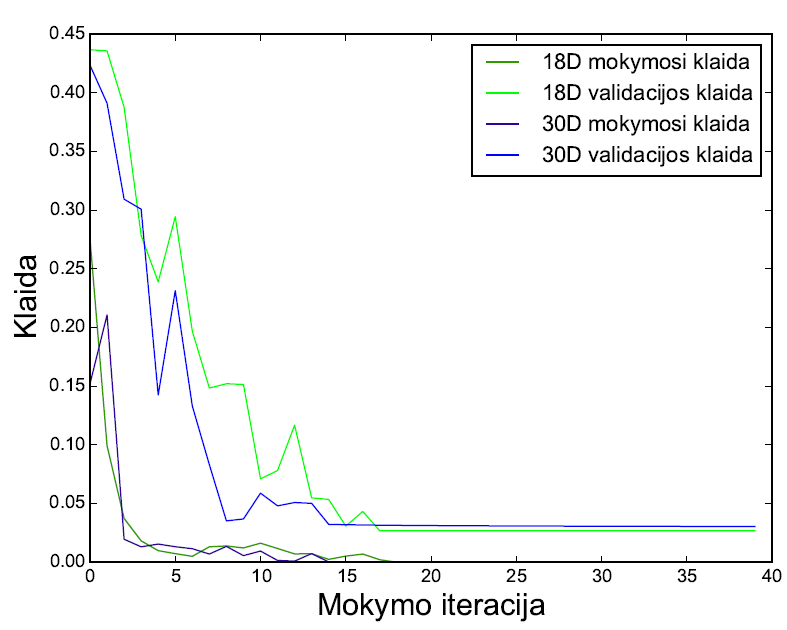 0.45
0.40
0.35
0.30
0.25
0.20
0.15
0.10
0.05
0.00
Klaida
18D mokymosi klaida
18D validacijos klaida
30D mokymosi klaida
30D validacijos klaida
0 5 10 15 20 25 30 35 40
Mokymo iteracija